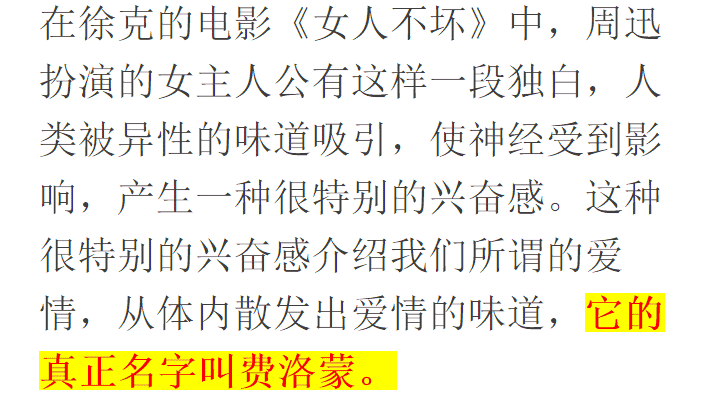 在徐克的电影《女人不坏》中，周迅
扮演的女主人公有这样一段独白，人
类被异性的味道吸引，使神经受到影
响，产生一种很特别的兴奋感。这种
很特别的兴奋感介绍我们所谓的爱
情，从体内散发出爱情的味道，它的
真正名字叫费洛蒙。